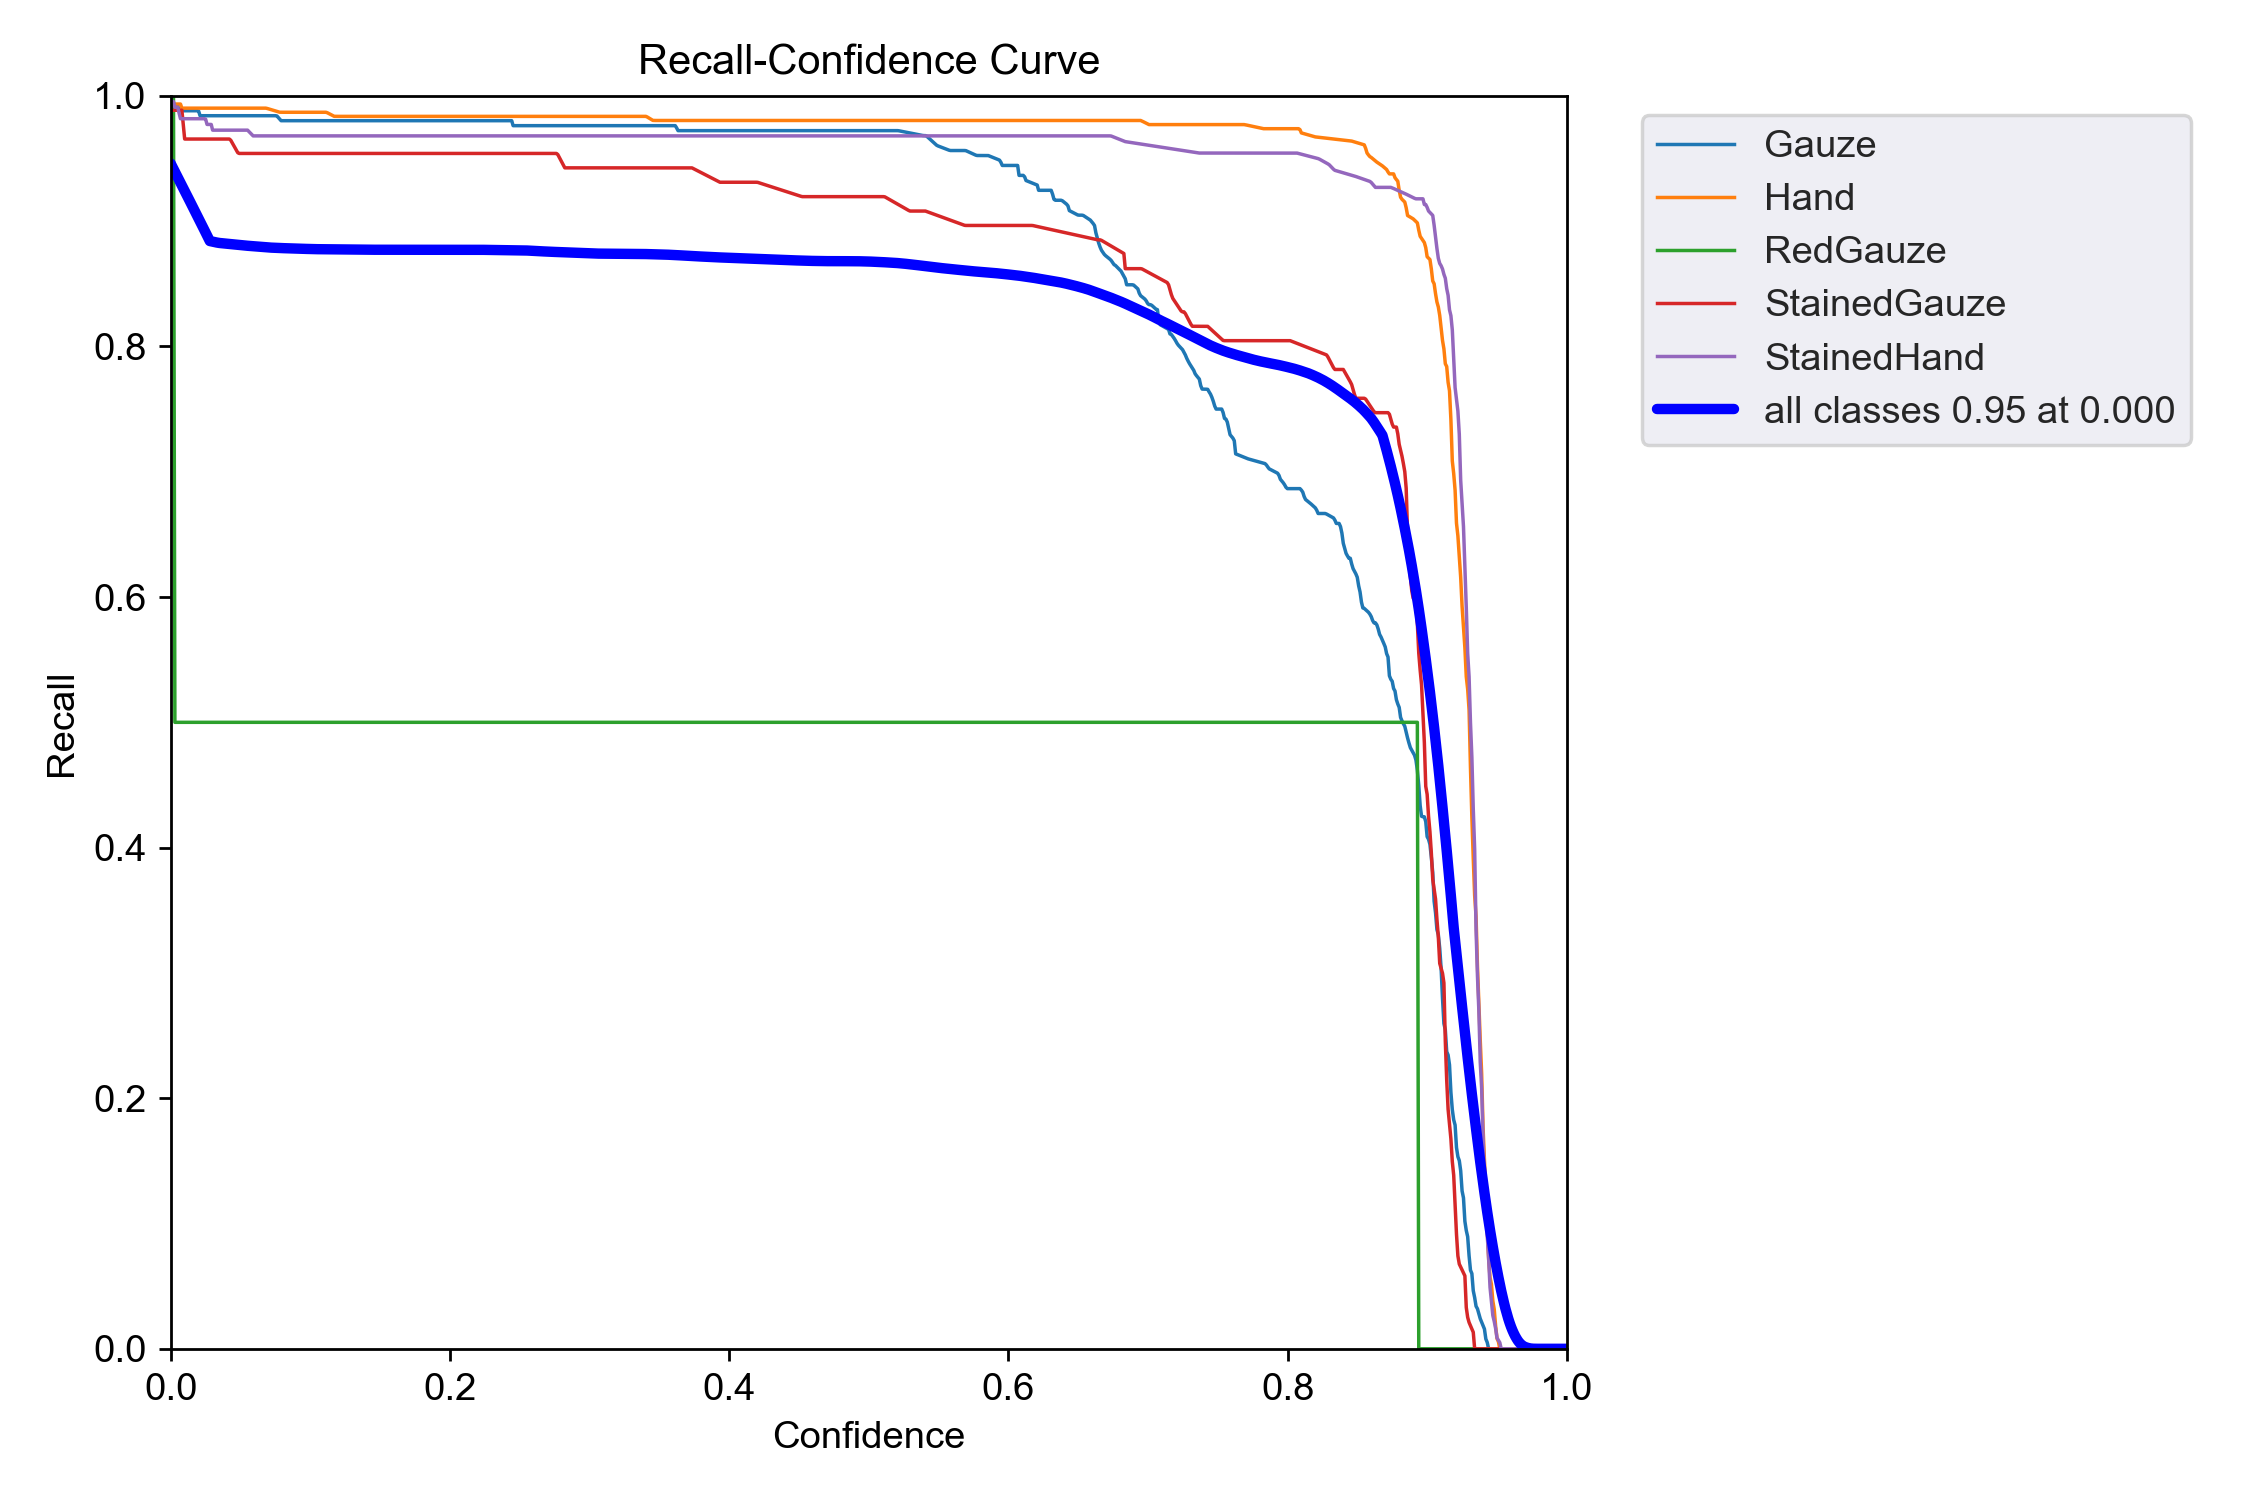 Recall-Confidence Curve
1.0
0.8
0.6
0.4
0.2
0.0
Recall
0.0 0.2 0.4 0.6 0.8 1.0
Confidence
Gauze
Hand
RedGauze
StainedGauze
StainedHand
all classes 0.95 at 0.000